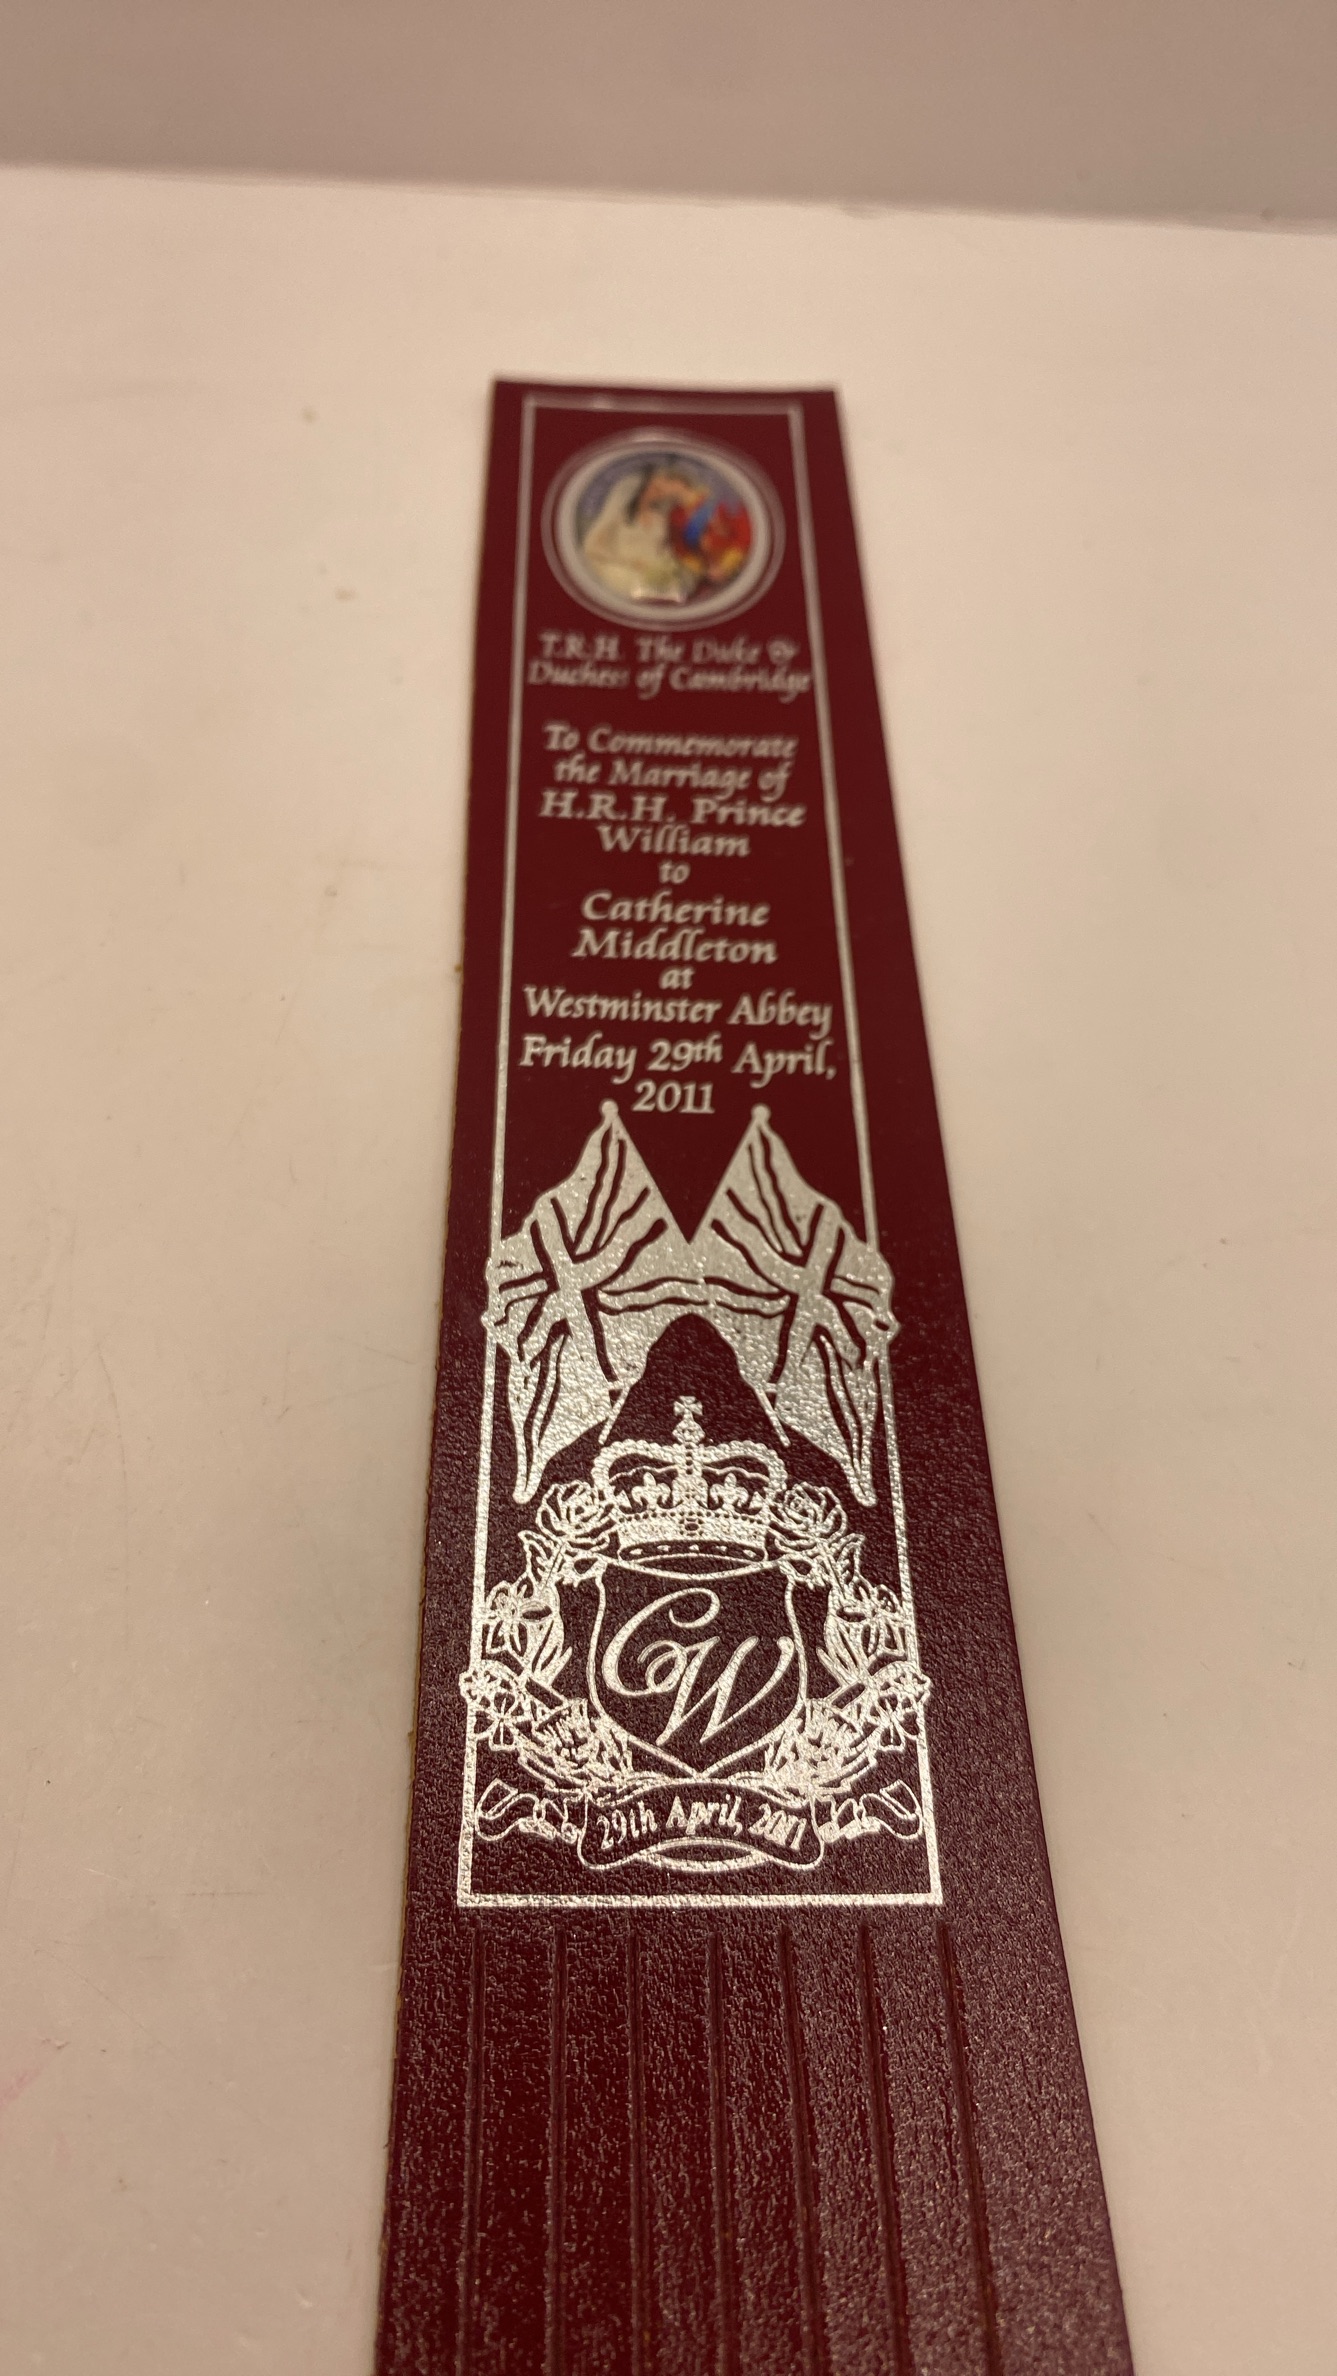 T.R.H. The Duke &
Duchess of Cambridge
To Commemorate
the Marriage of
H.R.H. Prince
William
to
Catherine
Middleton
at
Westminster Abbey
Friday 29th April,
2011
CW
29th April, 2011